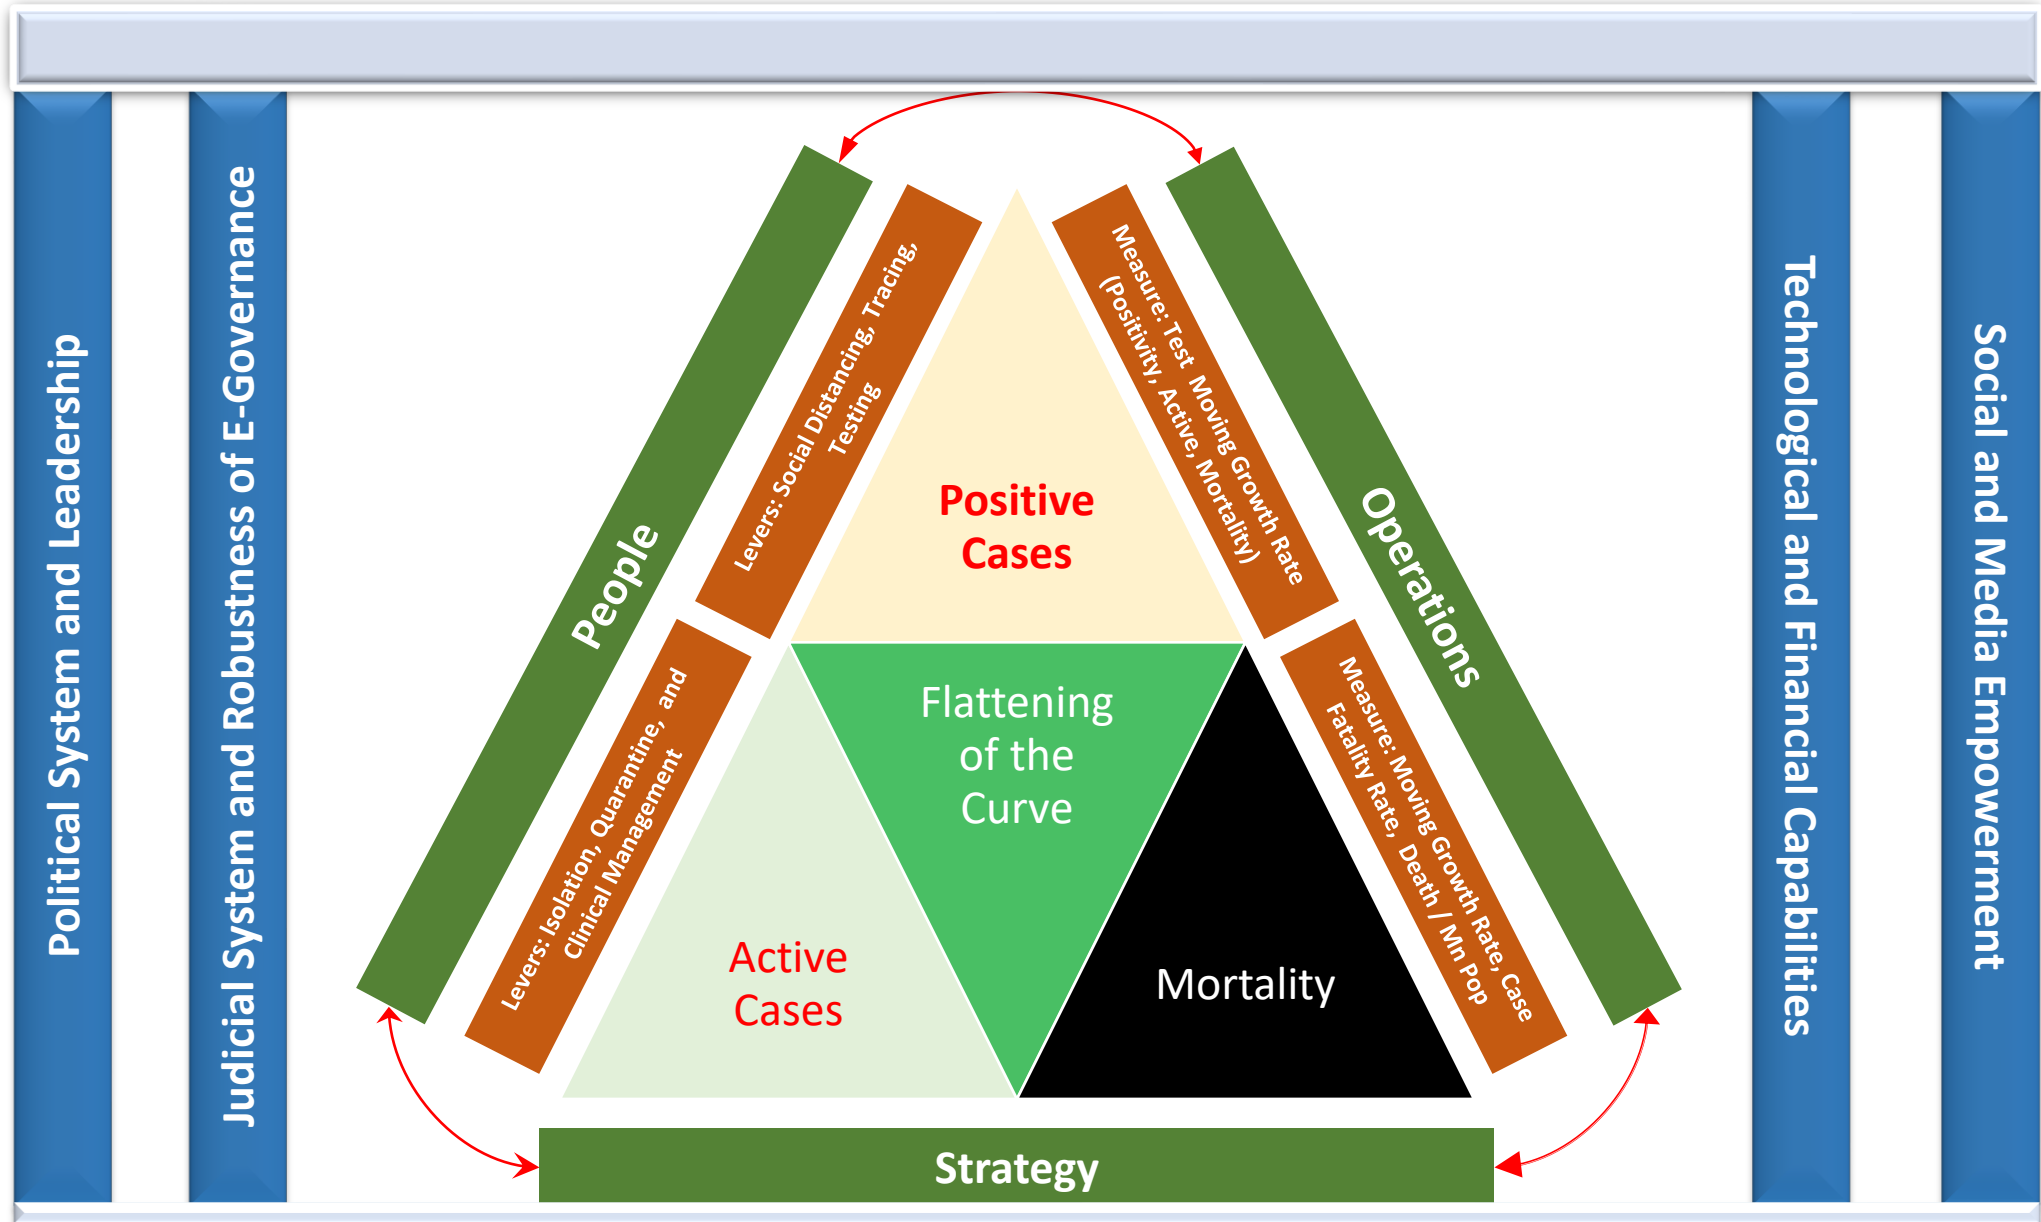 Political System and Leadership
Judicial System and Robustness of E-Governance
People
Levers: Social Distancing, Tracing,
Testing
Levers: Isolation, Quarantine, and
Clinical Management
Positive
Cases
Flattening
of the
Curve
Active
Cases
Mortality
Measure: Test Moving Growth Rate
(Positivity, Active, Mortality)
Measure: Moving Growth Rate, Case
Fatality Rate, Death / Mn Pop
Operations
Strategy
Technological and Financial Capabilities
Social and Media Empowerment